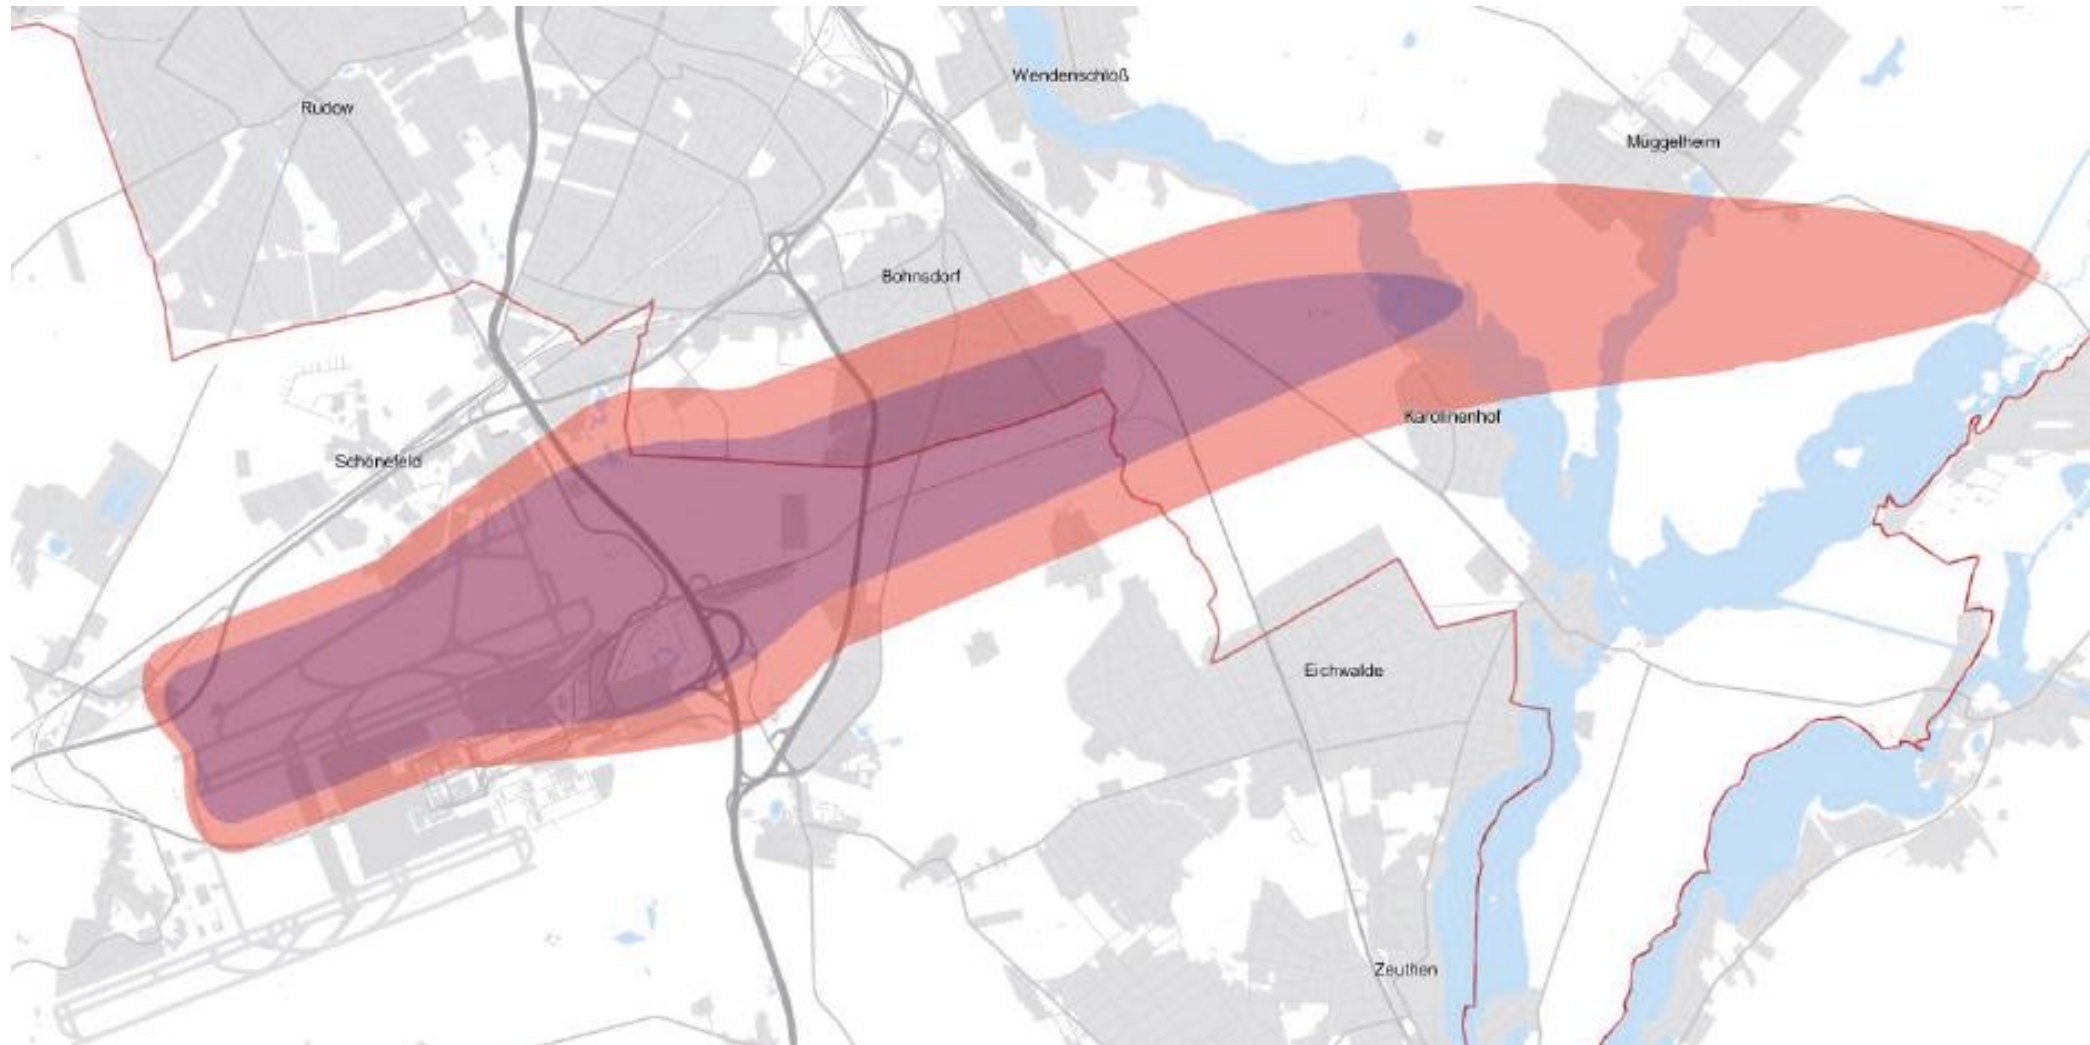 Wendenschloß
Rudow
Müggelheim
Bohnsdorf
Karolinenhof
Schönefeld
Eichwalde
Zeuthen